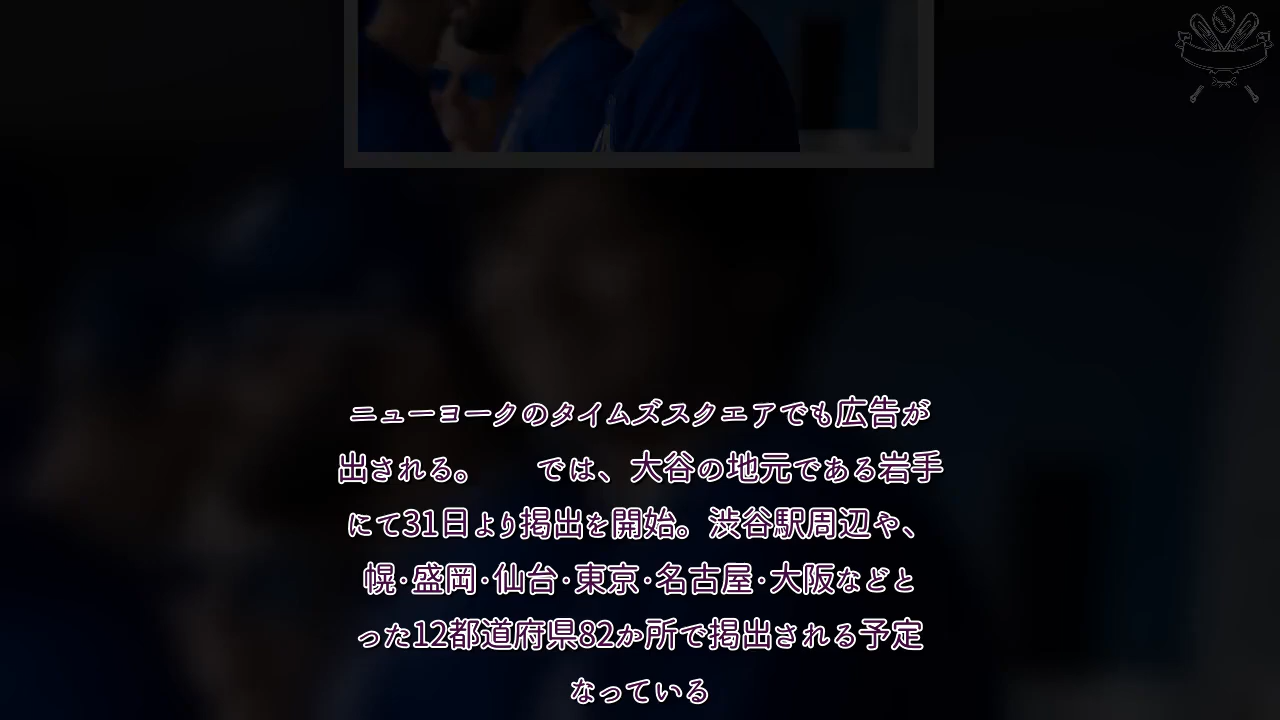 ニューヨークのタイムズスクエアでも広告が
出される。　　では、大谷の地元である岩手
にて31日より掲出を開始。渋谷駅周辺や、
幌・盛岡・仙台・東京・名古屋・大阪などと
った12都道府県82か所で掲出される予定
なっている